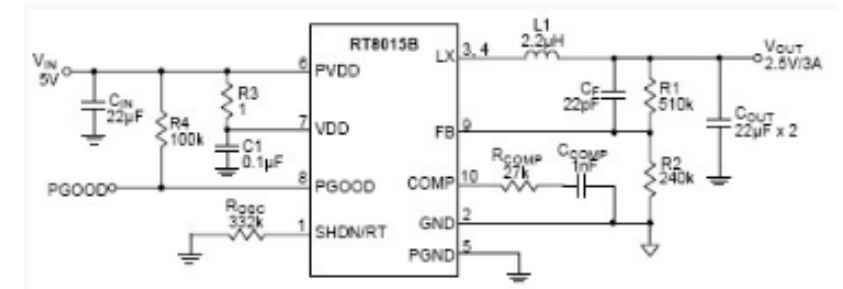 RT8015B
VIN
5V
CIN
22µF
R4
100k
R3
1
C1
0.1µF
PGOOD
ROSC
332k
6
PVDD
7
VDD
8
PGOOD
1
SHDN/RT
LX
3, 4
FB
9
COMP
10
GND
2
PGND
5
L1
2.2µH
CF
22pF
R1
510k
VOUT
2.5V/3A
COUT
22µF x 2
RCOMP
27k
CCOMP
1nF
R2
240k